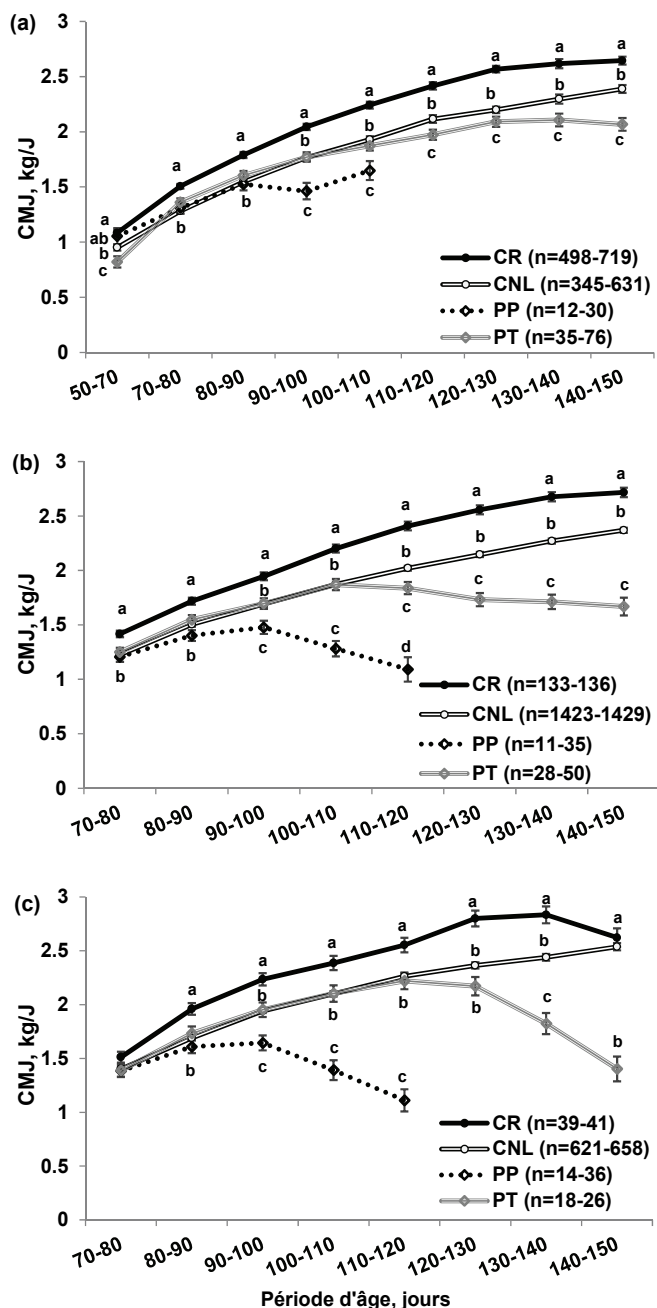 (a)
3
2.5
2
1.5
1
0.5
0
CMJ, kg/J
a a a a a a a a a
ab b c
b b b b b b b b
c c c c c c
CR (n=498-719)
CNL (n=345-631)
PP (n=12-30)
PT (n=35-76)
50-70 70-80 80-90 90-100 100-110 110-120 120-130 130-140 140-150
(b)
3
2.5
2
1.5
1
0.5
0
CMJ, kg/J
a a a a a a a a
b b b b b b
b b c c c c c c
d
CR (n=133-136)
CNL (n=1423-1429)
PP (n=11-35)
PT (n=28-50)
70-80 80-90 90-100 100-110 110-120 120-130 130-140 140-150
(c)
3
2.5
2
1.5
1
0.5
0
CMJ, kg/J
a a a a a a a
b b b
b b b c b
b c c c
CR (n=39-41)
CNL (n=621-658)
PP (n=14-36)
PT (n=18-26)
70-80 80-90 90-100 100-110 110-120 120-130 130-140 140-150
Période d'âge, jours